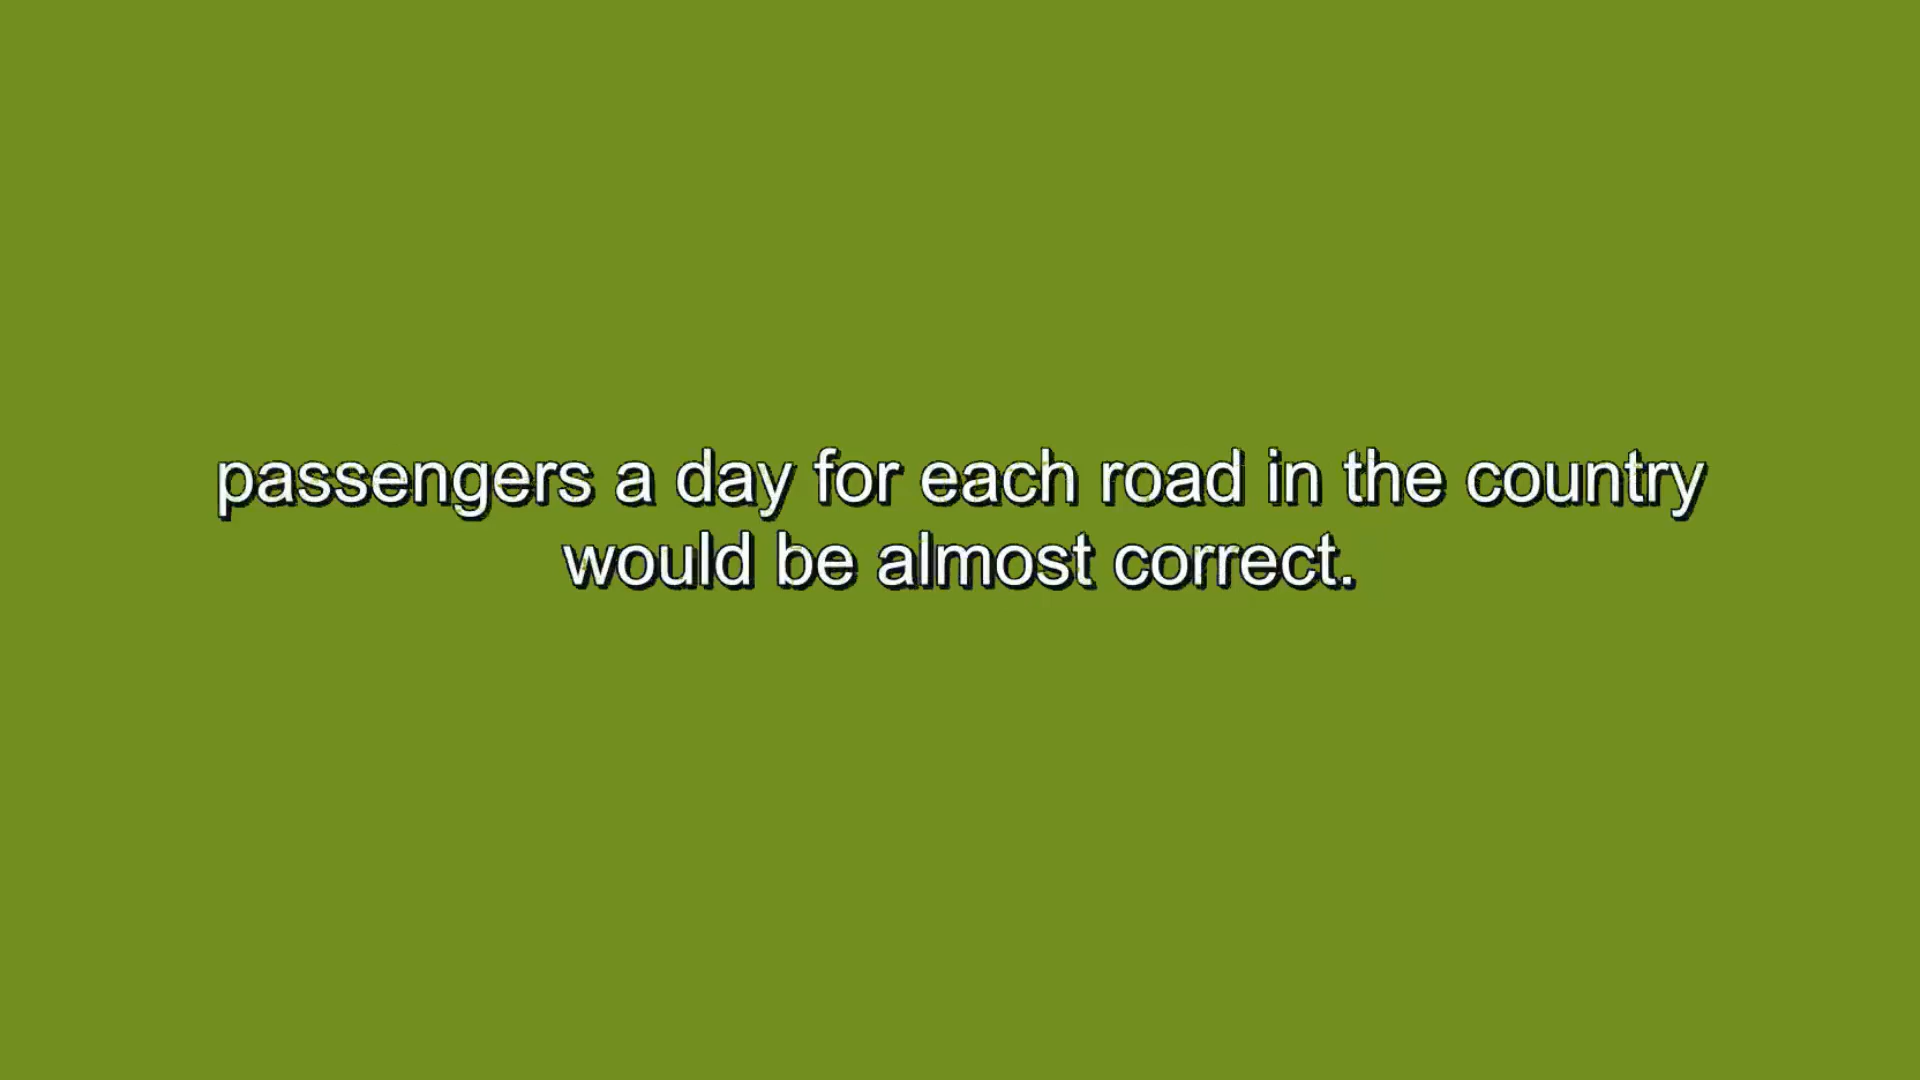 passengers a day for each road in the country
would be almost correct.